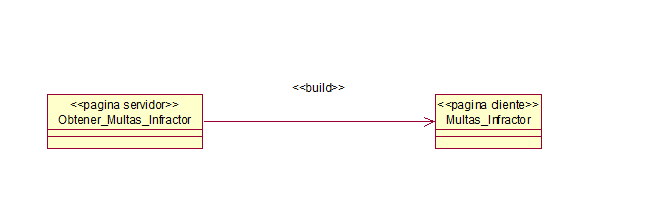 <<build>>
<<pagina servidor>>
Obtener_Multas_Infractor
<<pagina cliente>>
Multas_Infractor